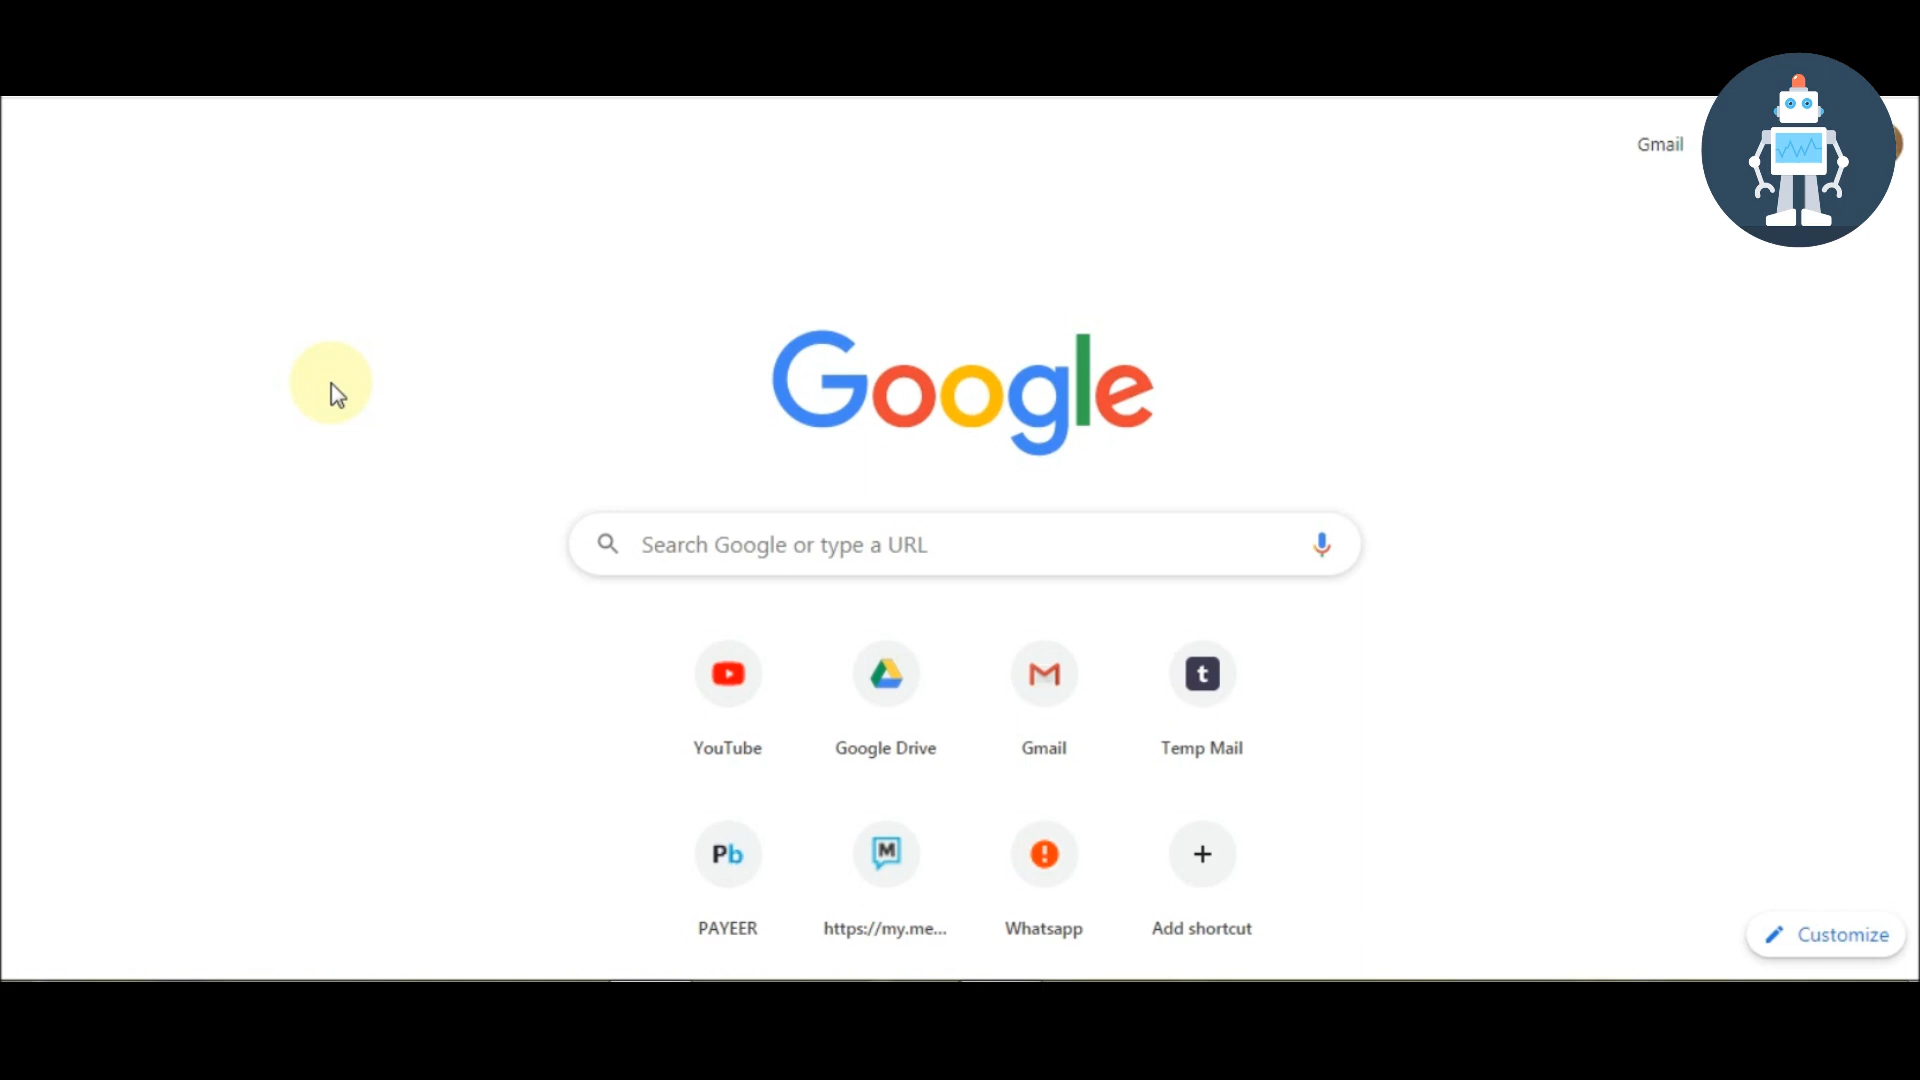 Gmail
Google
Search Google or type a URL
t
YouTube
Google Drive
Gmail
Temp Mail
Pb
M
PAYEER
https://my.me...
Whatsapp
Add shortcut
Customize